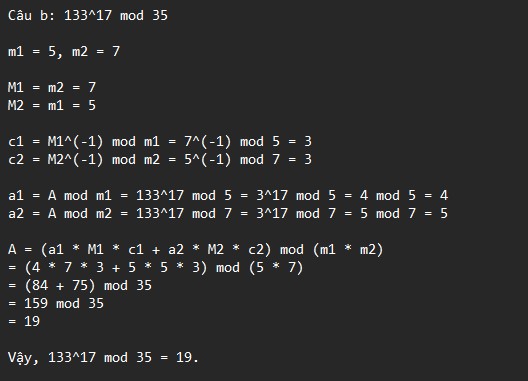 Câu b: 133^17 mod 35
m1 = 5, m2 = 7
M1 = m2 = 7
M2 = m1 = 5
c1 = M1^(-1) mod m1 = 7^(-1) mod 5 = 3
c2 = M2^(-1) mod m2 = 5^(-1) mod 7 = 3
a1 = A mod m1 = 133^17 mod 5 = 3^17 mod 5 = 4 mod 5 = 4
a2 = A mod m2 = 133^17 mod 7 = 3^17 mod 7 = 5 mod 7 = 5
A = (a1 * M1 * c1 + a2 * M2 * c2) mod (m1 * m2)
= (4 * 7 * 3 + 5 * 5 * 3) mod (5 * 7)
= (84 + 75) mod 35
= 159 mod 35
= 19
Vậy, 133^17 mod 35 = 19.